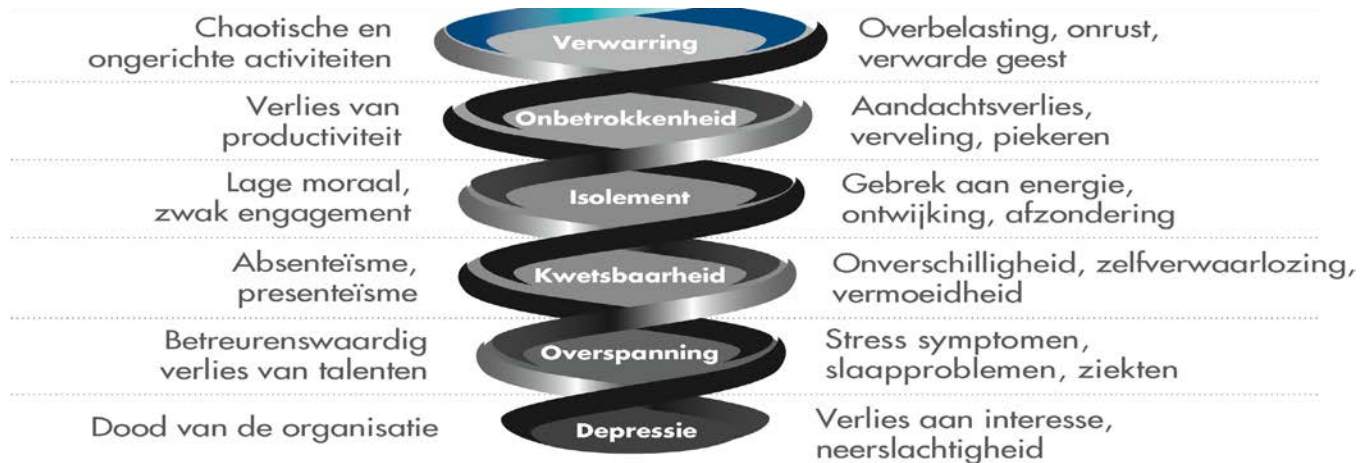 Chaotische en
ongerichte activiteiten
Verwarring
Overbelasting, onrust,
verwarde geest
Verlies van
productiviteit
Onbetrokkenheid
Aandachtsverlies,
verveling, piekeren
Lage moraal,
zwak engagement
Isolement
Gebrek aan energie,
ontwijking, afzondering
Absenteïsme,
presenteïsme
Kwetsbaarheid
Onverschilligheid, zelfverwaarlozing,
vermoeidheid
Betreurenswaardig
verlies van talenten
Overspanning
Stress symptomen,
slaapproblemen, ziekten
Dood van de organisatie
Depressie
Verlies aan interesse,
neerslachtigheid